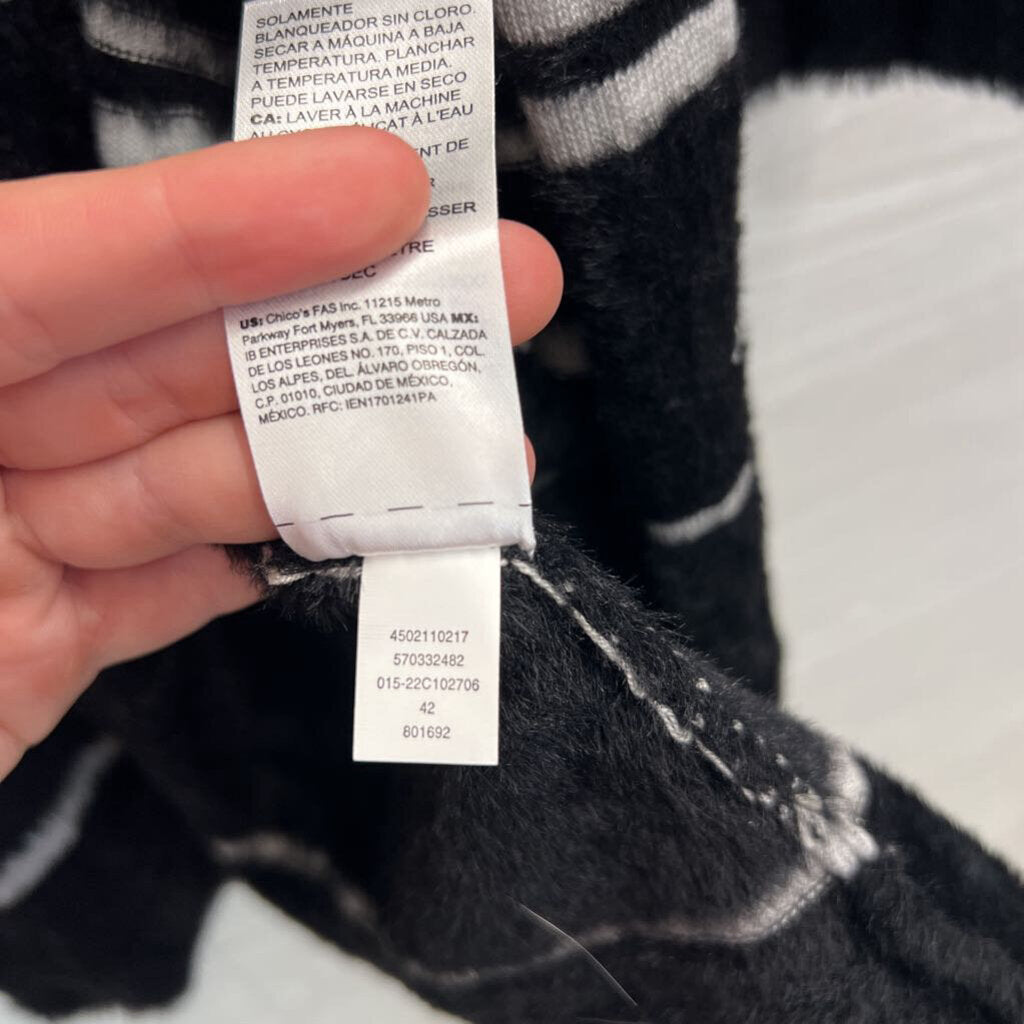 SOLAMENTE
BLANQUEADOR SIN CLORO.
SECAR A MÁQUINA A BAJA
TEMPERATURA. PLANCHAR
A TEMPERATURA MEDIA.
PUEDE LAVARSE EN SECO
CA: LAVER À LA MACHINE
À L'EAU
DE
US: Chico's FAS Inc. 11215 Metro
Parkway Fort Myers, FL 33966 USA MX:
IB ENTERPRISES S.A. DE C.V. CALZADA
DE LOS LEONES NO. 170, PISO 1, COL.
LOS ALPES, DEL. ÁLVARO OBREGÓN,
C.P. 01010, CIUDAD DE MÉXICO,
MÉXICO. RFC: IEN1701241PA
4502110217
570332482
015-22C102706
42
801692